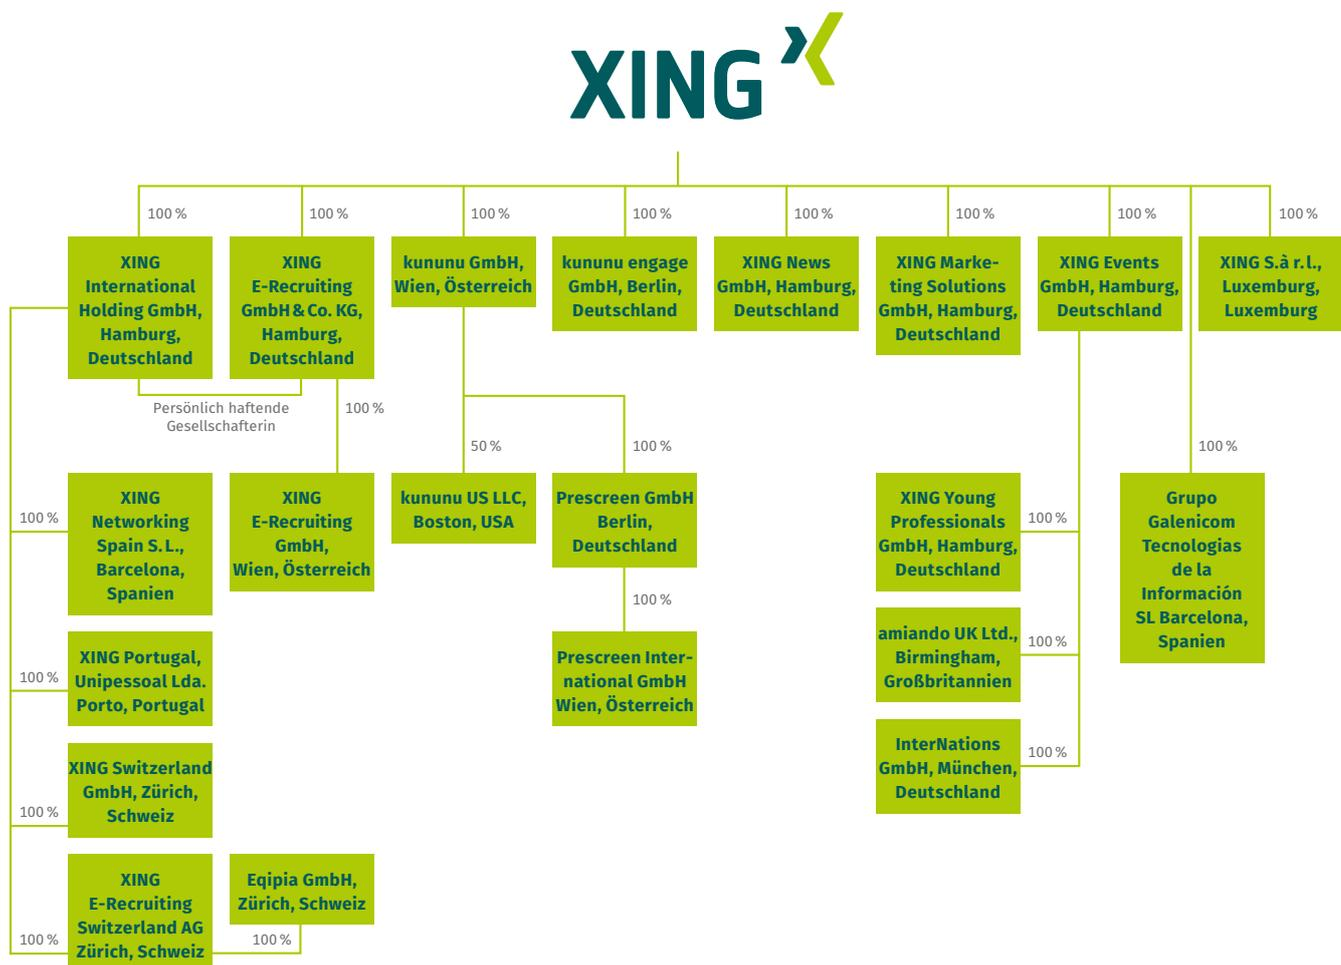 XING
100 %
100 %
100 %
100 %
100 %
100 %
100 %
100 %
XING
International
Holding GmbH,
Hamburg,
Deutschland
XING
E-Recruiting
GmbH & Co. KG,
Hamburg,
Deutschland
kununu GmbH,
Wien, Österreich
kununu engage
GmbH, Berlin,
Deutschland
XING News
GmbH, Hamburg,
Deutschland
XING Marke-
ting Solutions
GmbH, Hamburg,
Deutschland
XING Events
GmbH, Hamburg,
Deutschland
XING S.à r. l.,
Luxemburg,
Luxemburg
Persönlich haftende
Gesellschafterin
100 %
50 %
100 %
100 %
100 %
XING
Networking
Spain S. L.,
Barcelona,
Spanien
XING
E-Recruiting
GmbH,
Wien, Österreich
kununu US LLC,
Boston, USA
Prescreen GmbH
Berlin,
Deutschland
XING Young
Professionals
GmbH, Hamburg,
Deutschland
100 %
Grupo
Galenicom
Tecnologias
de la
Información
SL Barcelona,
Spanien
100 %
amiando UK Ltd.,
Birmingham,
Großbritannien
100 %
100 %
XING Portugal,
Unipessoal Lda.
Porto, Portugal
Prescreen Inter-
national GmbH
Wien, Österreich
InterNations
GmbH, München,
Deutschland
100 %
100 %
XING Switzerland
GmbH, Zürich,
Schweiz
100 %
XING
E-Recruiting
Switzerland AG
Zürich, Schweiz
Eqipia GmbH,
Zürich, Schweiz
100 %